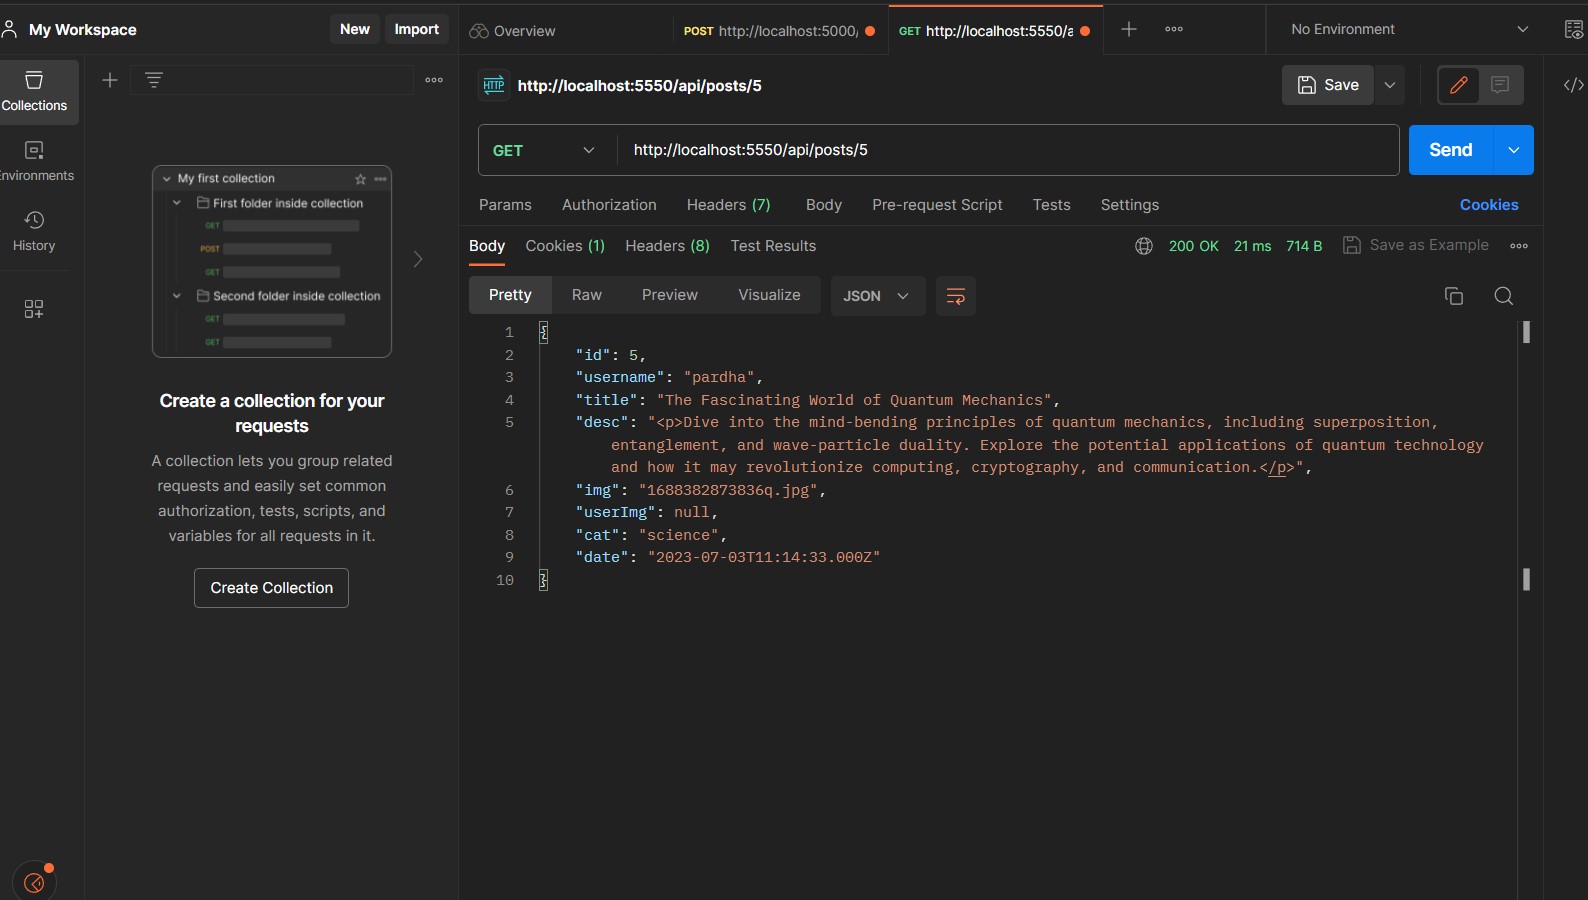 My Workspace
New
Import
Overview
POST http://localhost:5000/
GET http://localhost:5550/a
No Environment
Collections
Environments
History
My first collection
First folder inside collection
GET
POST
GET
Second folder inside collection
GET
GET
Create a collection for your
requests
A collection lets you group related
requests and easily set common
authorization, tests, scripts, and
variables for all requests in it.
Create Collection
HTTP http://localhost:5550/api/posts/5
Save
</>
GET http://localhost:5550/api/posts/5
Send
Params Authorization Headers (7) Body Pre-request Script Tests Settings Cookies
Body Cookies (1) Headers (8) Test Results 200 OK 21 ms 714 B Save as Example
Pretty Raw Preview Visualize JSON
1 {
2 "id": 5,
3 "username": "pardha",
4 "title": "The Fascinating World of Quantum Mechanics",
5 "desc": "<p>Dive into the mind-bending principles of quantum mechanics, including superposition,
entanglement, and wave-particle duality. Explore the potential applications of quantum technology
and how it may revolutionize computing, cryptography, and communication.</p>",
6 "img": "1688382873836q.jpg",
7 "userImg": null,
8 "cat": "science",
9 "date": "2023-07-03T11:14:33.000Z"
10 }